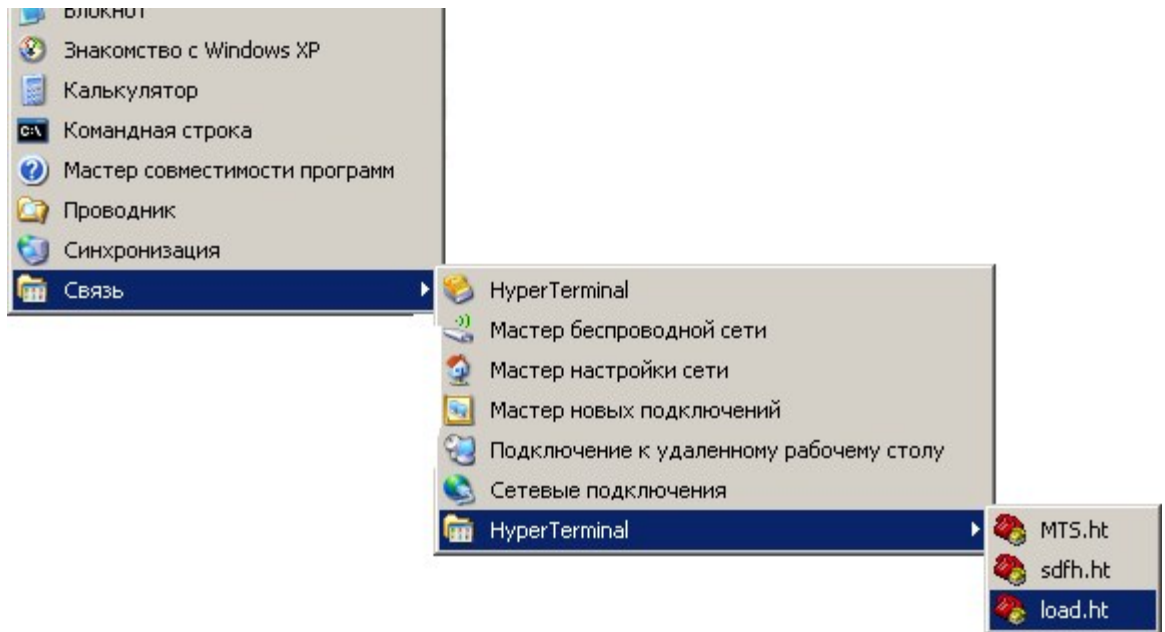 Блокнот
Знакомство с Windows XP
Калькулятор
Командная строка
Мастер совместимости программ
Проводник
Синхронизация
Связь
HyperTerminal
Мастер беспроводной сети
Мастер настройки сети
Мастер новых подключений
Подключение к удаленному рабочему столу
Сетевые подключения
HyperTerminal
MTS.ht
sdfh.ht
load.ht